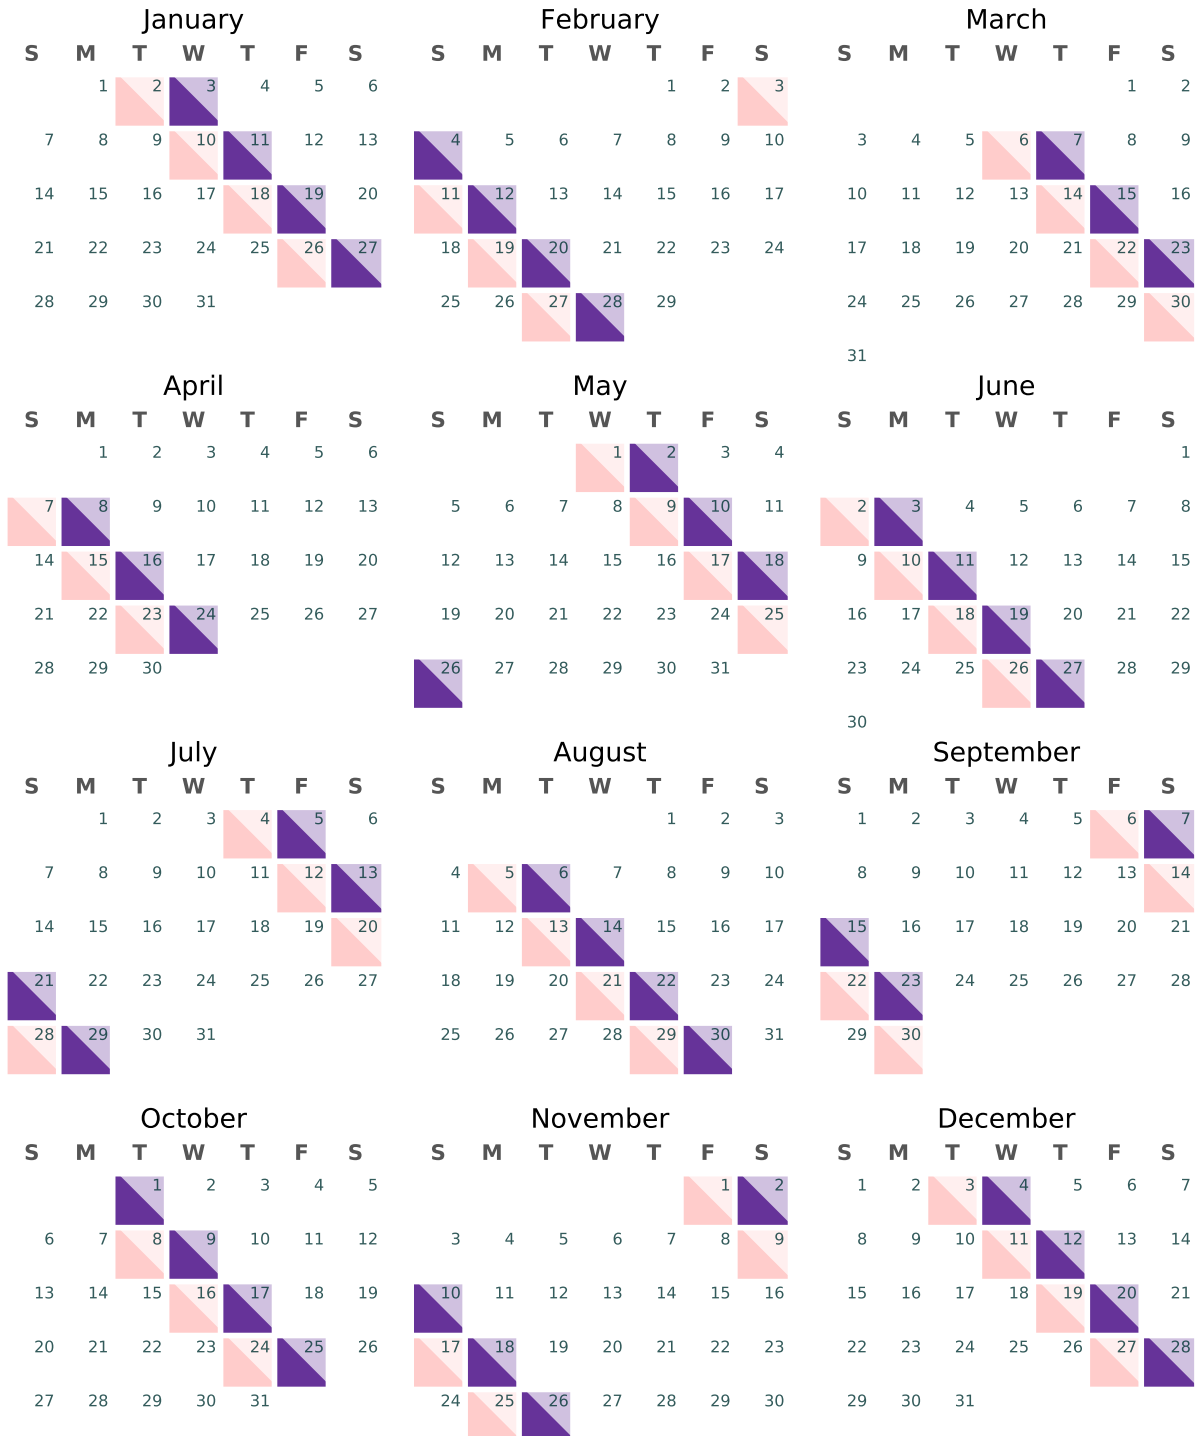 January February March
S M T W T F S S M T W T F S S M T W T F S
1 2 3 4 5 6 1 2 3 1 2
7 8 9 10 11 12 13 4 5 6 7 8 9 10 3 4 5 6 7 8 9
14 15 16 17 18 19 20 11 12 13 14 15 16 17 10 11 12 13 14 15 16
21 22 23 24 25 26 27 18 19 20 21 22 23 24 17 18 19 20 21 22 23
28 29 30 31 25 26 27 28 29 24 25 26 27 28 29 30
31
April May June
S M T W T F S S M T W T F S S M T W T F S
1 2 3 4 5 6 1 2 3 4 1
7 8 9 10 11 12 13 5 6 7 8 9 10 11 2 3 4 5 6 7 8
14 15 16 17 18 19 20 12 13 14 15 16 17 18 9 10 11 12 13 14 15
21 22 23 24 25 26 27 19 20 21 22 23 24 25 16 17 18 19 20 21 22
28 29 30 26 27 28 29 30 31 23 24 25 26 27 28 29
30
July August September
S M T W T F S S M T W T F S S M T W T F S
1 2 3 4 5 6 1 2 3 1 2 3 4 5 6 7
7 8 9 10 11 12 13 4 5 6 7 8 9 10 8 9 10 11 12 13 14
14 15 16 17 18 19 20 11 12 13 14 15 16 17 15 16 17 18 19 20 21
21 22 23 24 25 26 27 18 19 20 21 22 23 24 22 23 24 25 26 27 28
28 29 30 31 25 26 27 28 29 30 31 29 30
October November December
S M T W T F S S M T W T F S S M T W T F S
1 2 3 4 5 1 2 1 2 3 4 5 6 7
6 7 8 9 10 11 12 3 4 5 6 7 8 9 8 9 10 11 12 13 14
13 14 15 16 17 18 19 10 11 12 13 14 15 16 15 16 17 18 19 20 21
20 21 22 23 24 25 26 17 18 19 20 21 22 23 22 23 24 25 26 27 28
27 28 29 30 31 24 25 26 27 28 29 30 29 30 31